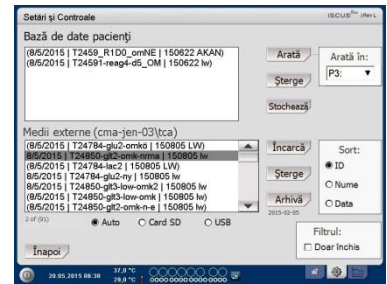 Setări și Controale
ISCUS
Bază de date pacienți
(8/5/2015 | T2459_R1D0_omNE | 150622 AKAN)
(8/5/2015 | T24591-reag4-d5_OM | 150622 lw)
Arată
Șterge
Stochează
Arată în:
P3:
Medii externe (cma-jen-03\tca)
(8/5/2015 | T24784-glu2-omkö | 150805 LW)
8/5/2015 | T24850-glt2-omk-nrma | 150805 lw
(8/5/2015 | T24784-lac2 | 150805 LW)
(8/5/2015 | T24784-glu2-ny | 150805 lw
(8/5/2015 | T24850-glt3-low-omk2 | 150805 lw)
(8/5/2015 | T24850-glt3-low-omk | 150805 lw)
(8/5/2015 | T24850-glt2-omk-n-e | 150805 lw)
Încarcă
Șterge
Arhivă
2015-02-05
Sort:
ID
Nume
Data
2 of (91)
Auto
Card SD
USB
Filtrul:
Doar închis
Înapoi
20.05.2015 06:38
37,0 °C
39,0 °C